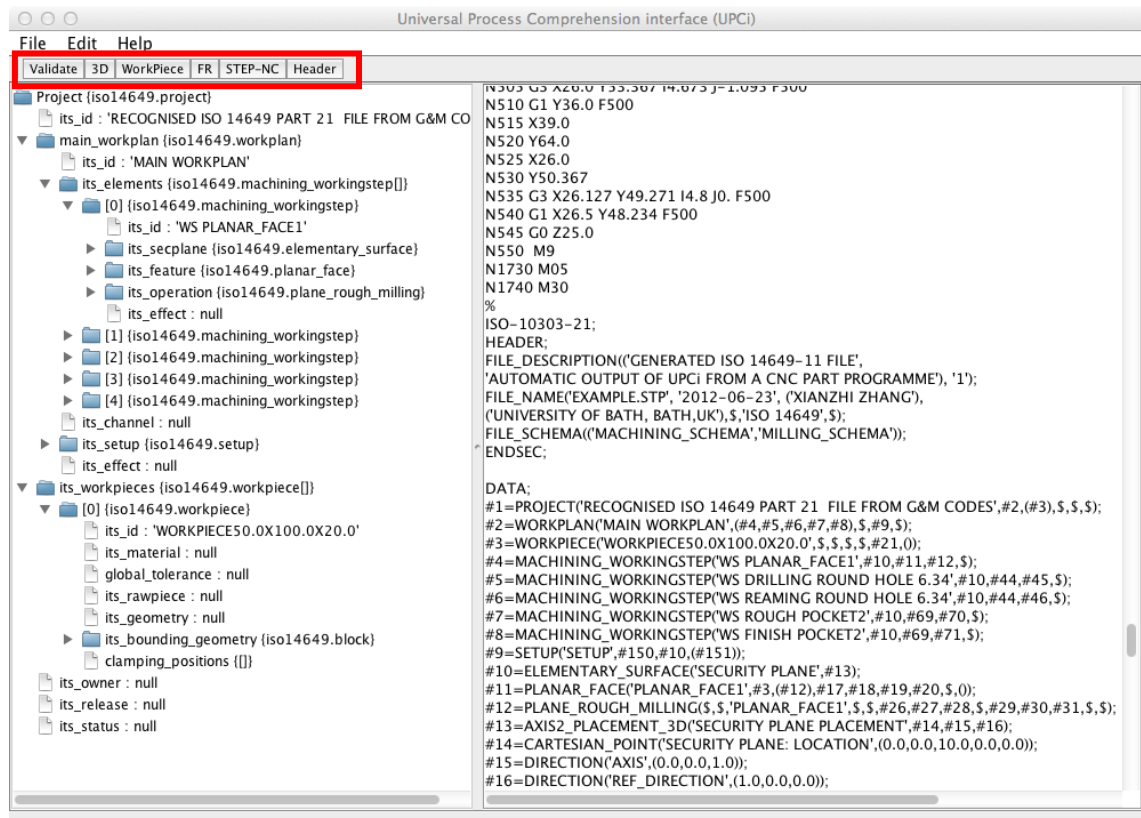 Universal Process Comprehension interface (UPCi)
File Edit Help
Validate 3D WorkPiece FR STEP-NC Header
Project {iso14649.project}
its_id : 'RECOGNISED ISO 14649 PART 21 FILE FROM G&M CO
main_workplan {iso14649.workplan}
its_id : 'MAIN WORKPLAN'
its_elements {iso14649.machining_workingstep[]}
[0] {iso14649.machining_workingstep}
its_id : 'WS PLANAR_FACE1'
its_secplane {iso14649.elementary_surface}
its_feature {iso14649.planar_face}
its_operation {iso14649.plane_rough_milling}
its_effect : null
[1] {iso14649.machining_workingstep}
[2] {iso14649.machining_workingstep}
[3] {iso14649.machining_workingstep}
[4] {iso14649.machining_workingstep}
its_channel : null
its_setup {iso14649.setup}
its_effect : null
its_workpieces {iso14649.workpiece[]}
[0] {iso14649.workpiece}
its_id : 'WORKPIECE50.0X100.0X20.0'
its_material : null
global_tolerance : null
its_rawpiece : null
its_geometry : null
its_bounding_geometry {iso14649.block}
clamping_positions {[]}
its_owner : null
its_release : null
its_status : null
N505 G3 X26.0 Y53.367 I4.673 J-1.093 F500
N510 G1 Y36.0 F500
N515 X39.0
N520 Y64.0
N525 X26.0
N530 Y50.367
N535 G3 X26.127 Y49.271 I4.8 J0. F500
N540 G1 X26.5 Y48.234 F500
N545 G0 Z25.0
N550 M9
N1730 M05
N1740 M30
%
ISO-10303-21;
HEADER;
FILE_DESCRIPTION(('GENERATED ISO 14649-11 FILE',
'AUTOMATIC OUTPUT OF UPCi FROM A CNC PART PROGRAMME'), '1');
FILE_NAME('EXAMPLE.STP', '2012-06-23', ('XIANZHI ZHANG'),
('UNIVERSITY OF BATH, BATH,UK'),$,'ISO 14649',$);
FILE_SCHEMA(('MACHINING_SCHEMA','MILLING_SCHEMA'));
ENDSEC;
DATA;
#1=PROJECT('RECOGNISED ISO 14649 PART 21 FILE FROM G&M CODES',#2,(#3),$,$,$);
#2=WORKPLAN('MAIN WORKPLAN',(#4,#5,#6,#7,#8),$,#9,$);
#3=WORKPIECE('WORKPIECE50.0X100.0X20.0',$,$,$,$,#21,());
#4=MACHINING_WORKINGSTEP('WS PLANAR_FACE1',#10,#11,#12,$);
#5=MACHINING_WORKINGSTEP('WS DRILLING ROUND HOLE 6.34',#10,#44,#45,$);
#6=MACHINING_WORKINGSTEP('WS REAMING ROUND HOLE 6.34',#10,#44,#46,$);
#7=MACHINING_WORKINGSTEP('WS ROUGH POCKET2',#10,#69,#70,$);
#8=MACHINING_WORKINGSTEP('WS FINISH POCKET2',#10,#69,#71,$);
#9=SETUP('SETUP',#150,#10,(#151));
#10=ELEMENTARY_SURFACE('SECURITY PLANE',#13);
#11=PLANAR_FACE('PLANAR_FACE1',#3,(#12),#17,#18,#19,#20,$,());
#12=PLANE_ROUGH_MILLING($,$,'PLANAR_FACE1',$,$,#26,#27,#28,$,#29,#30,#31,$,$,$);
#13=AXIS2_PLACEMENT_3D('SECURITY PLANE PLACEMENT',#14,#15,#16);
#14=CARTESIAN_POINT('SECURITY PLANE: LOCATION',(0.0,0.0,10.0,0.0,0.0));
#15=DIRECTION('AXIS',(0.0,0.0,1.0));
#16=DIRECTION('REF_DIRECTION',(1.0,0.0,0.0));